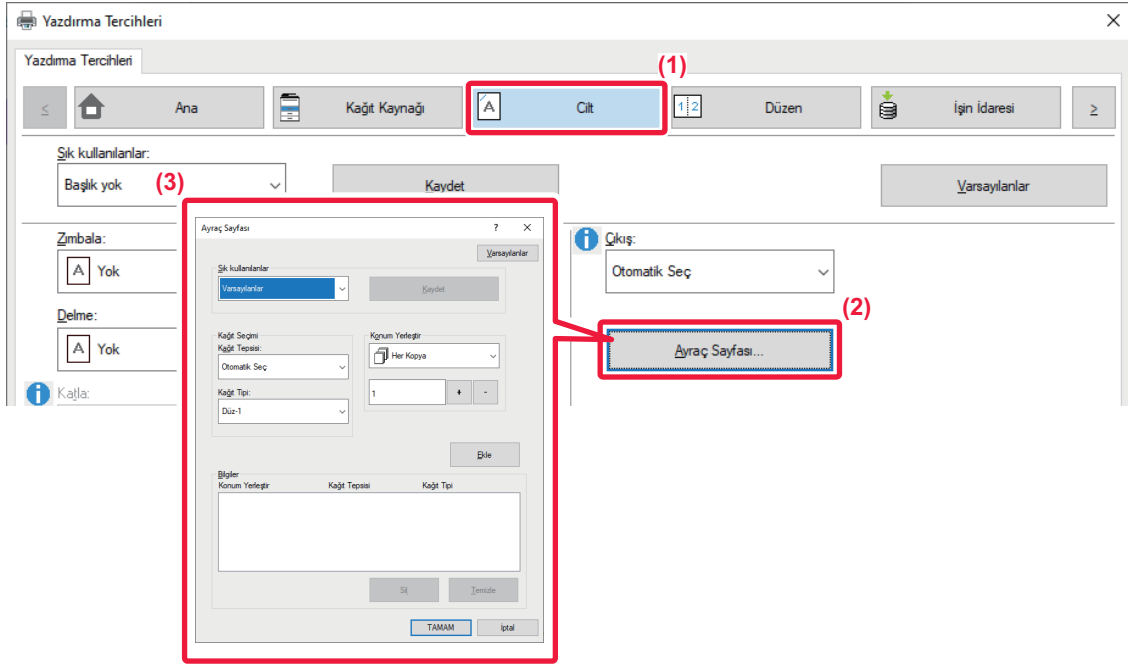 Yazdırma Tercihleri
Yazdırma Tercihleri
(1)
≤ Ana Kağıt Kaynağı A Cilt 1 2 Düzen İşin İdaresi ≥
Sık kullanılanlar:
Başlık yok Kaydet Varsayılanlar
(3)
Zımbala:
A Yok
Delme:
A Yok
i Katla:
Ayraç Sayfası ?
Varsayılanlar
Sık kullanılanlar
Varsayılanlar Kaydet
Kağıt Seçimi
Kağıt Tepsisi:
Otomatik Seç
Kağıt Tipi:
Düz-1
Konum Yerleştir
Her Kopya
1 + -
Ekle
Bilgiler
Konum Yerleştir Kağıt Tepsisi Kağıt Tipi
Sil Temizle
TAMAM İptal
i Çıkış:
Otomatik Seç
(2)
Ayraç Sayfası...